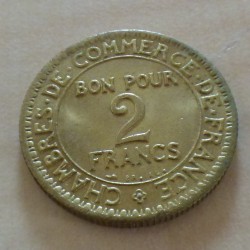 CHAMBRES·DE·COMMERCE·DE·FRANCE
BON POUR
2
FRANCS